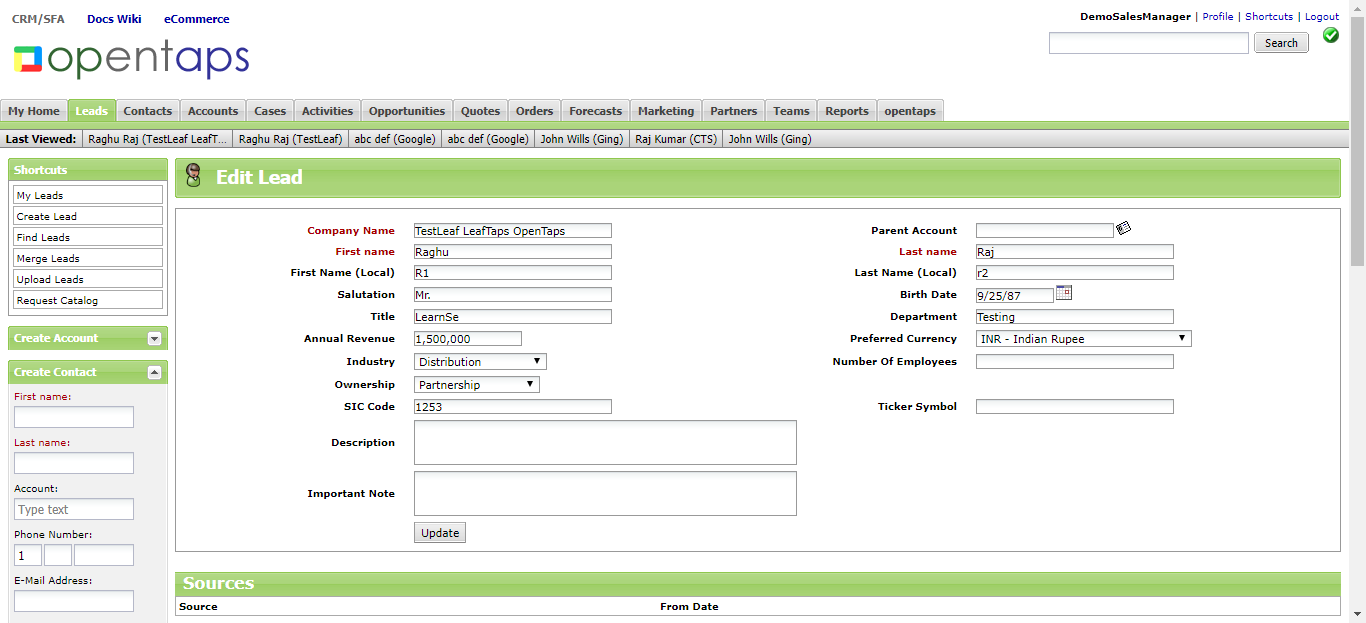 CRM/SFA Docs Wiki eCommerce
DemoSalesManager | Profile | Shortcuts | Logout
opentaps
Search
My Home Leads Contacts Accounts Cases Activities Opportunities Quotes Orders Forecasts Marketing Partners Teams Reports opentaps
Last Viewed: Raghu Raj (TestLeaf LeafT... Raghu Raj (TestLeaf) abc def (Google) abc def (Google) John Wills (Ging) Raj Kumar (CTS) John Wills (Ging)
Shortcuts
My Leads
Create Lead
Find Leads
Merge Leads
Upload Leads
Request Catalog
Create Account
Create Contact
First name:
Last name:
Account:
Type text
Phone Number:
1
E-Mail Address:
Edit Lead
Company Name TestLeaf LeafTaps OpenTaps Parent Account
First name Raghu Last name Raj
First Name (Local) R1 Last Name (Local) r2
Salutation Mr. Birth Date 9/25/87
Title LearnSe Department Testing
Annual Revenue 1,500,000 Preferred Currency INR - Indian Rupee
Industry Distribution Number Of Employees
Ownership Partnership
SIC Code 1253 Ticker Symbol
Description
Important Note
Update
Sources
Source From Date